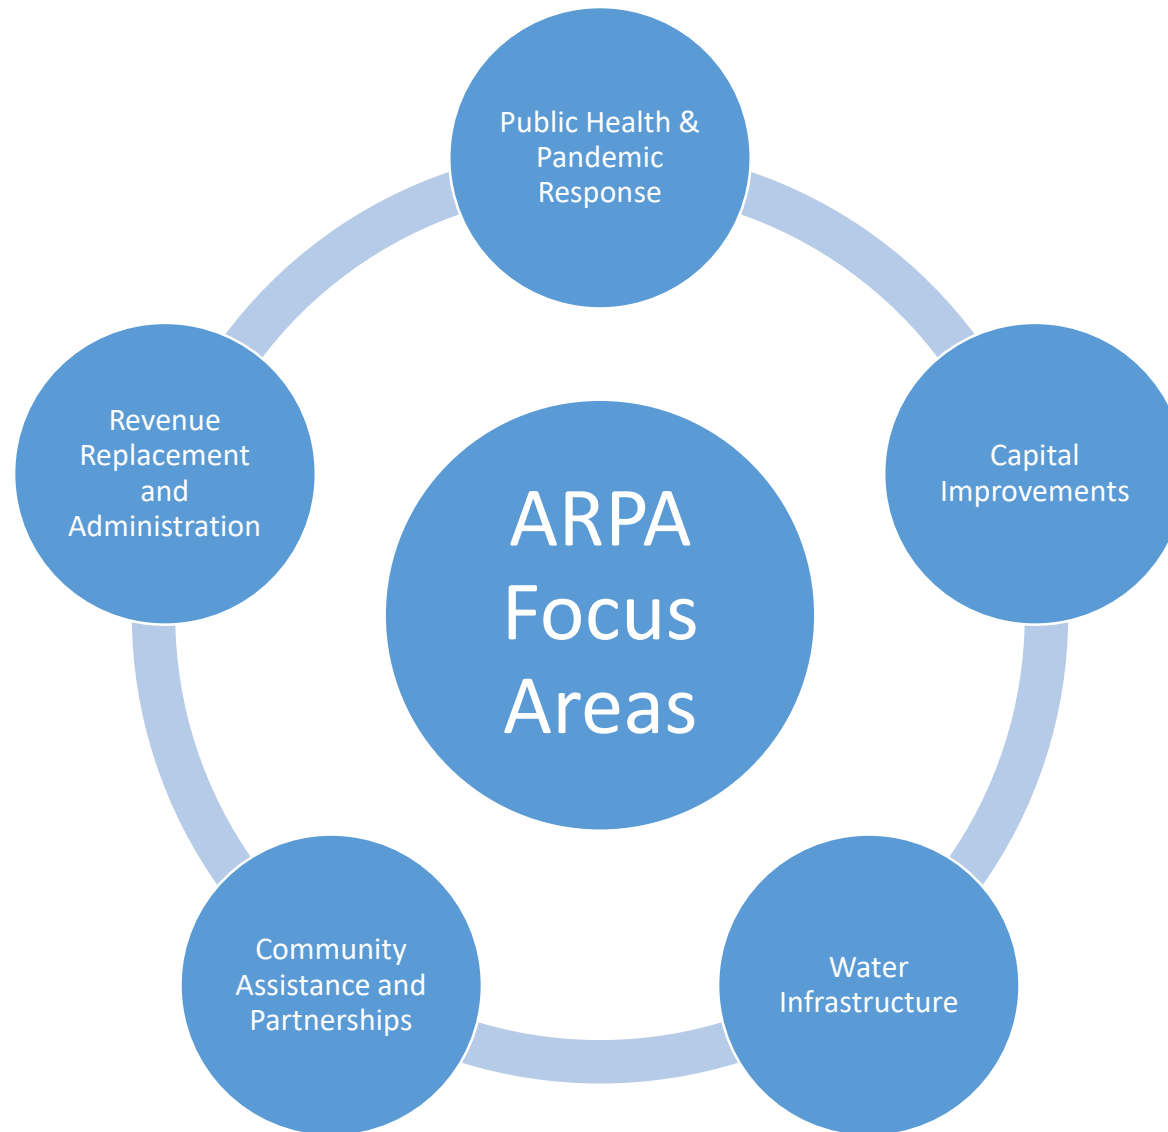 Public Health &
Pandemic
Response
Revenue
Replacement
and
Administration
Capital
Improvements
ARPA
Focus
Areas
Community
Assistance and
Partnerships
Water
Infrastructure